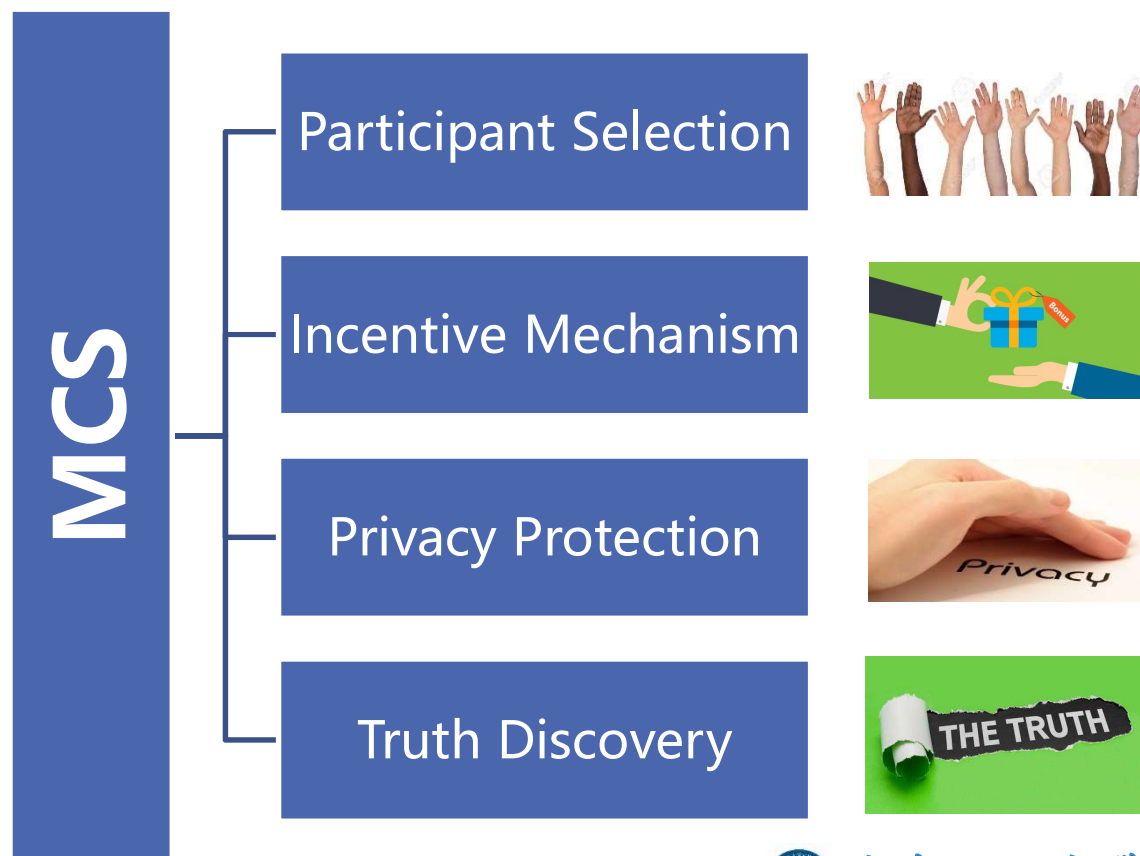 MCS
Participant Selection
Incentive Mechanism
Bonus
Privacy Protection
Privacy
Truth Discovery
THE TRUTH